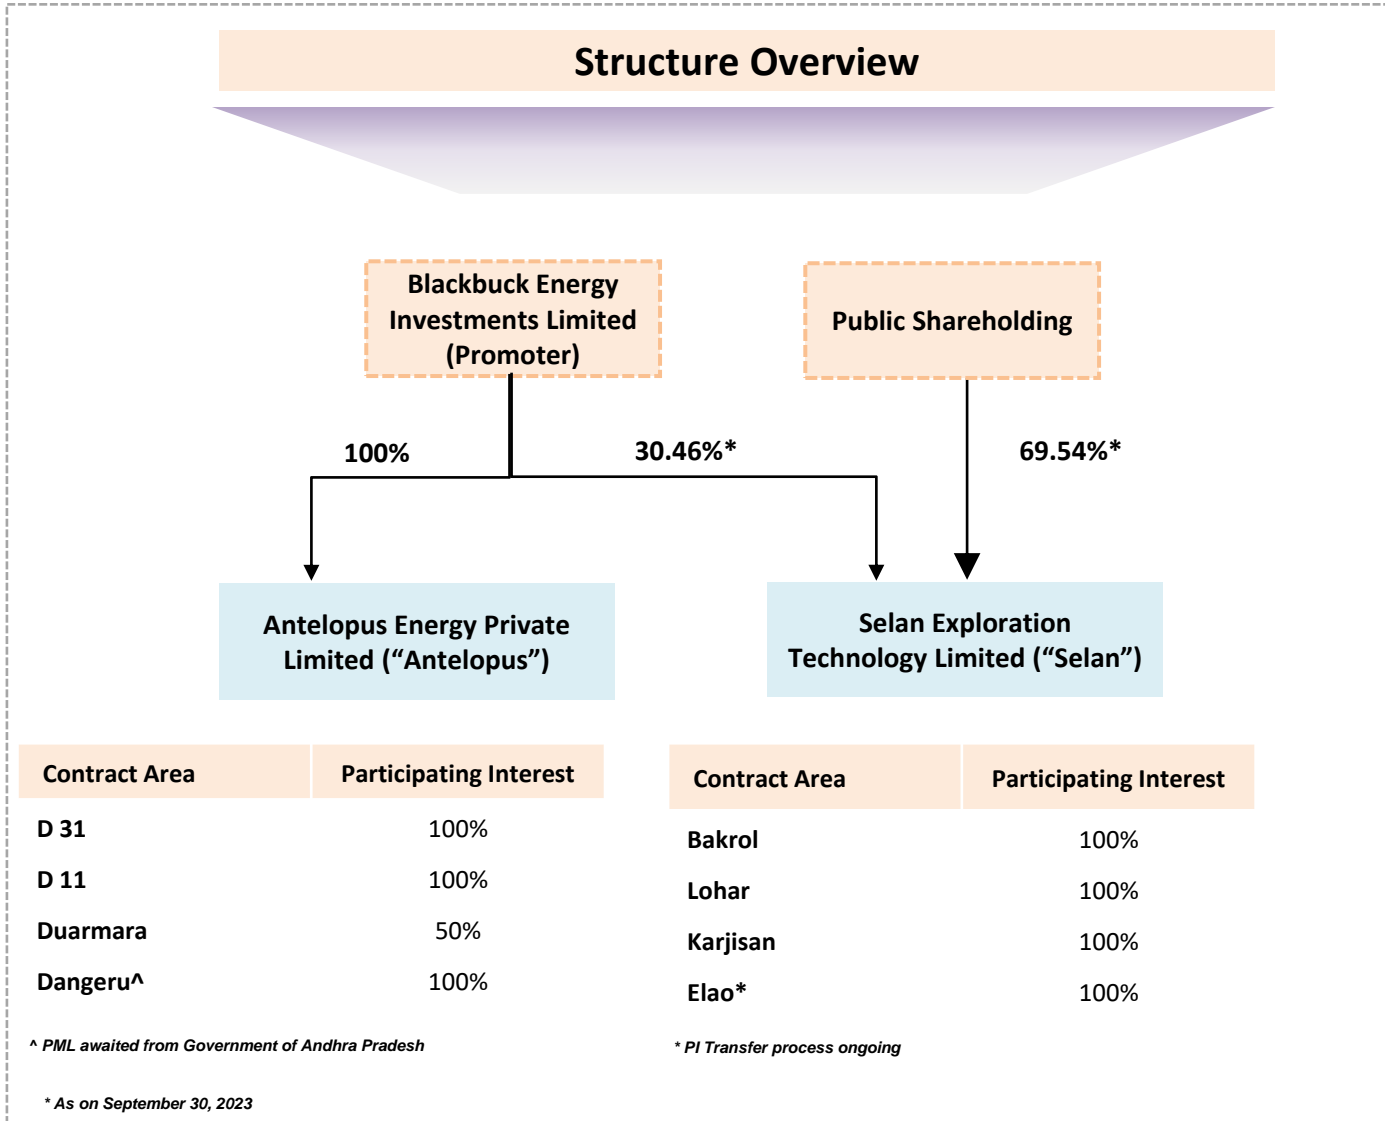 Structure Overview
Blackbuck Energy
Investments Limited
(Promoter)
Public Shareholding
100%
30.46%*
69.54%*
Antelopus Energy Private
Limited (“Antelopus”)
Selan Exploration
Technology Limited (“Selan”)
Contract Area Participating Interest
D 31 100%
D 11 100%
Duarmara 50%
Dangeru^ 100%
^ PML awaited from Government of Andhra Pradesh
* As on September 30, 2023
Contract Area Participating Interest
Bakrol 100%
Lohar 100%
Karjisan 100%
Elao* 100%
* PI Transfer process ongoing